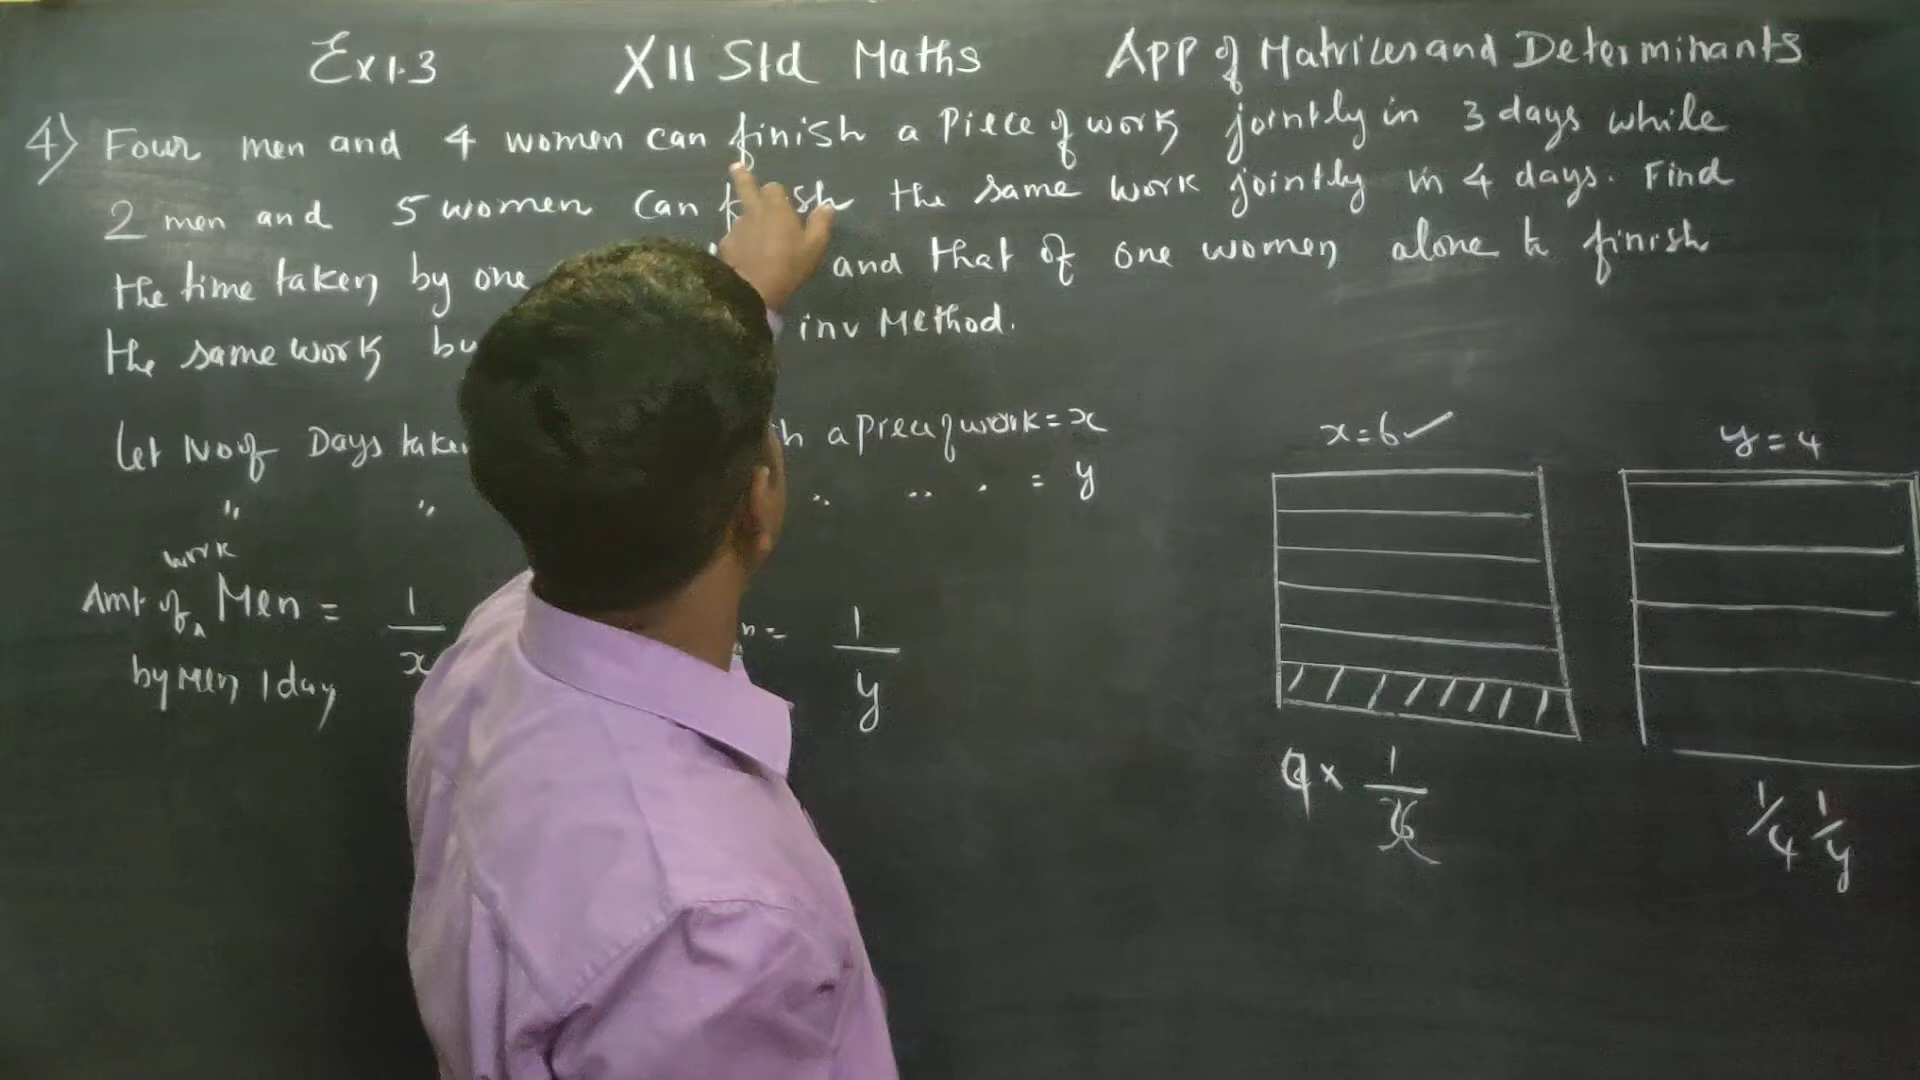 Ex1.3 XII Std Maths App of Matrices and Determinants
4) Four men and 4 women can finish a piece of work jointly in 3 days while
2 men and 5 women can sh the same work jointly in 4 days. Find
the time taken by one and that of one women alone to finish
the same work inv Method.
Let No of Days h a piece of work = x
" " .. .. . = y
work
Amt of ^ Men = 1/x n = 1/y
by Men 1 day
x = 6 ✓
4 x 1/x
y = 4
1/4 1/y